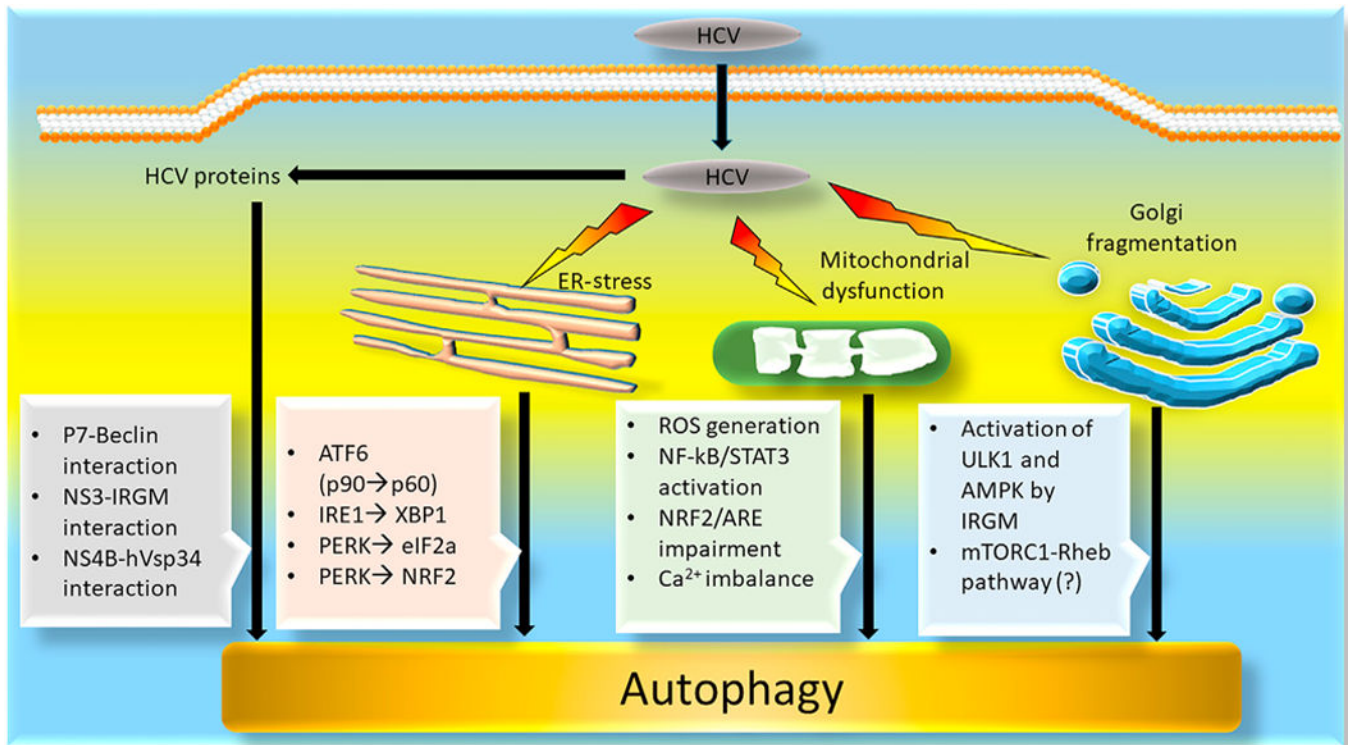 HCV
HCV proteins
HCV
Golgi
fragmentation
ER-stress
Mitochondrial
dysfunction
• P7-Beclin
interaction
• NS3-IRGM
interaction
• NS4B-hVsp34
interaction
• ATF6
(p90→p60)
• IRE1→ XBP1
• PERK→ eIF2a
• PERK→ NRF2
• ROS generation
• NF-kB/STAT3
activation
• NRF2/ARE
impairment
• Ca²⁺ imbalance
• Activation of
ULK1 and
AMPK by
IRGM
• mTORC1-Rheb
pathway (?)
Autophagy